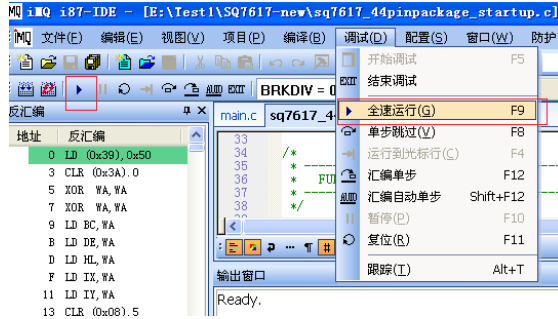 iMQ i87-IDE - [E:\Test1\SQ7617-new\sq7617_44pinpackage_startup.c]
文件(F) 编辑(E) 视图(V) 项目(P) 编译(B) 调试(D) 配置(S) 窗口(W) 防护
BRKDIV = 0
反汇编
地址 反汇编
0 LD (0x39),0x50
3 CLR (0x3A).0
5 XOR WA,WA
7 XOR WA,WA
9 LD BC,WA
B LD DE,WA
D LD HL,WA
F LD IX,WA
11 LD IY,WA
13 CLR (0x08).5
main.c sq7617_4
33
34 /*
35 * ---
36 * FU
37 * ---
38 */
39
输出窗口
Ready.
开始调试 F5
结束调试
全速运行(G) F9
单步跳过(V) F8
运行到光标行(C) F4
汇编单步 F12
汇编自动单步 Shift+F12
暂停(P) F10
复位(R) F11
跟踪(T) Alt+T